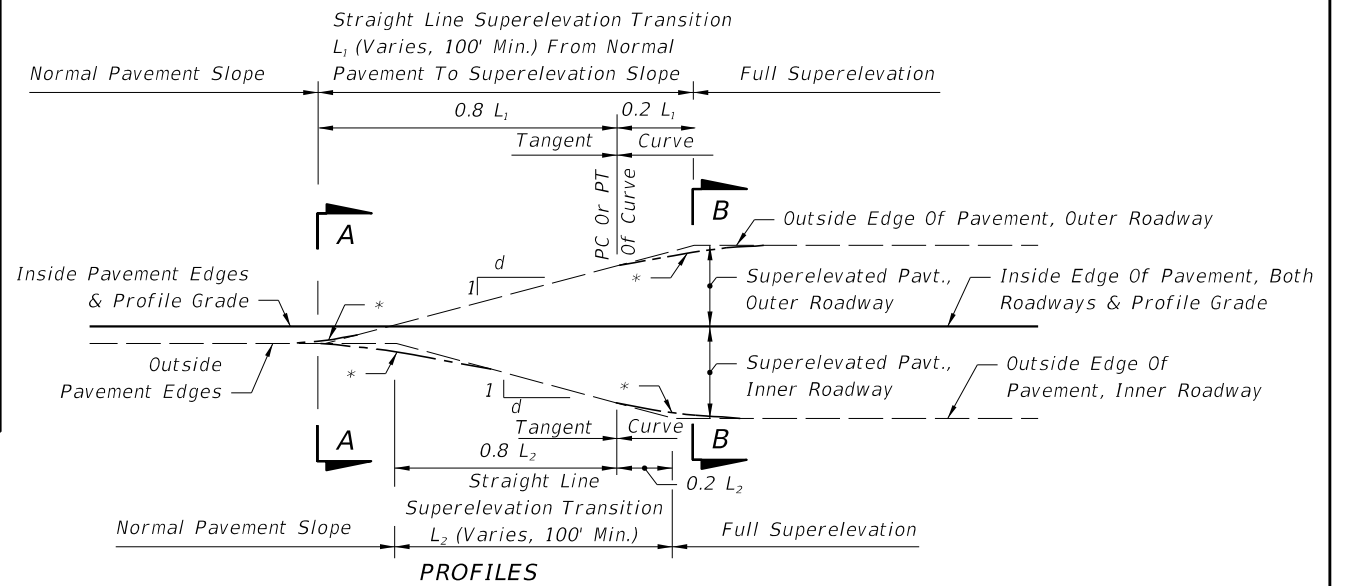 Straight Line Superelevation Transition
L₁ (Varies, 100' Min.) From Normal
Pavement To Superelevation Slope
Normal Pavement Slope
Full Superelevation
0.8 L₁
0.2 L₁
Tangent
Curve
PC Or PT
Of Curve
A
B
Outside Edge Of Pavement, Outer Roadway
d
1
*
Inside Pavement Edges
& Profile Grade
*
Superelevated Pavt.,
Outer Roadway
Inside Edge Of Pavement, Both
Roadways & Profile Grade
Outside
Pavement Edges
*
1
d
*
Superelevated Pavt.,
Inner Roadway
Outside Edge Of
Pavement, Inner Roadway
A
Tangent
Curve
B
0.8 L₂
0.2 L₂
Straight Line
Superelevation Transition
L₂ (Varies, 100' Min.)
Normal Pavement Slope
Full Superelevation
PROFILES